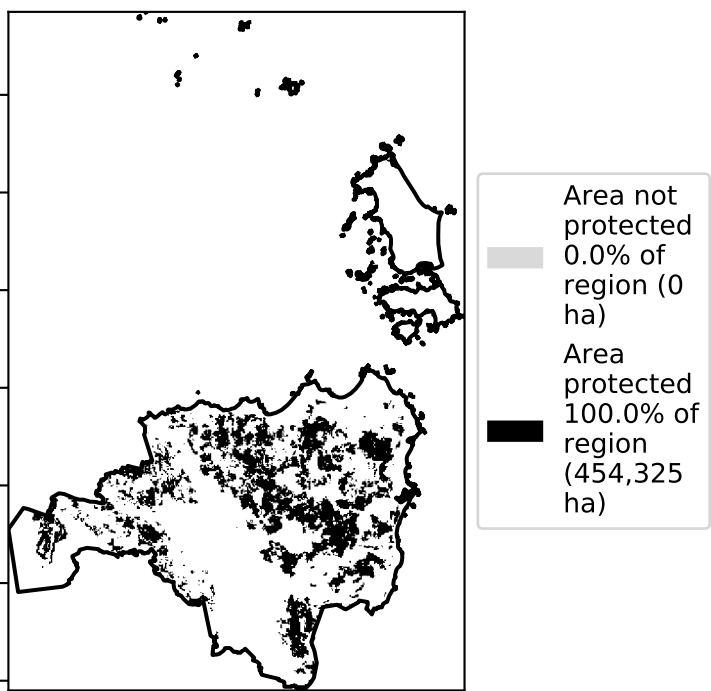 Area not
protected
0.0% of
region (0
ha)
Area
protected
100.0% of
region
(454,325
ha)